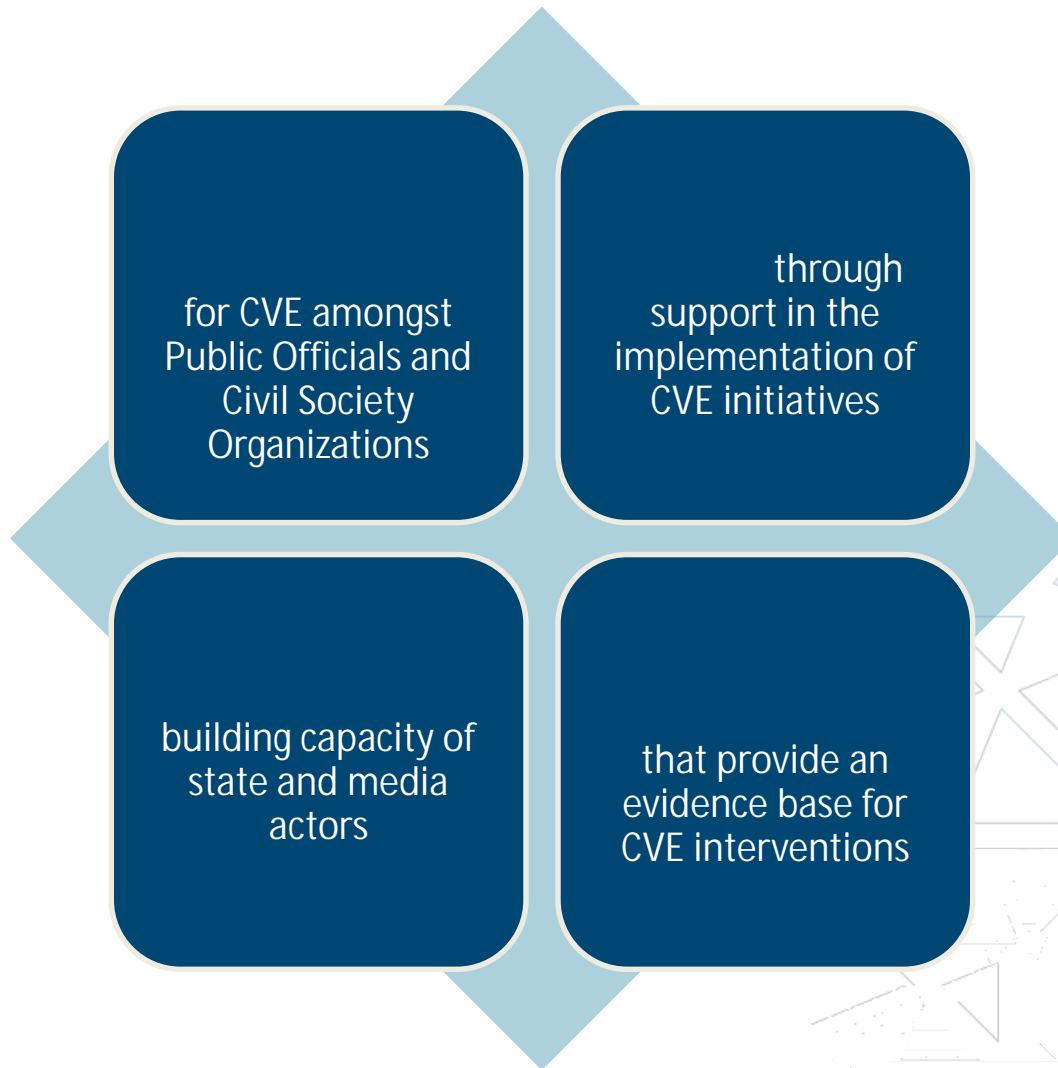 for CVE amongst
Public Officials and
Civil Society
Organizations
through
support in the
implementation of
CVE initiatives
building capacity of
state and media
actors
that provide an
evidence base for
CVE interventions